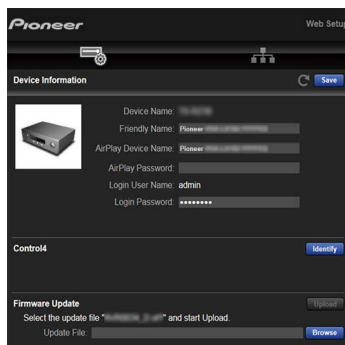 Pioneer
Web Setup
Device Information
Save
Device Name:
Friendly Name: Pioneer
AirPlay Device Name: Pioneer
AirPlay Password:
Login User Name: admin
Login Password: ••••••••
Control4
Identify
Firmware Update
Upload
Select the update file " " and start Upload.
Update File:
Browse